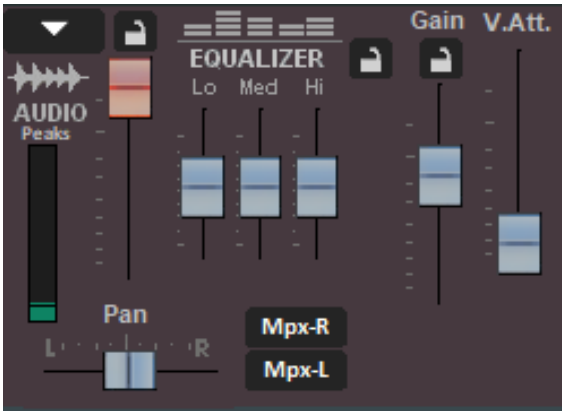 Gain V.Att.
EQUALIZER
Lo Med Hi
AUDIO
Peaks
Pan
L R
Mpx-R
Mpx-L